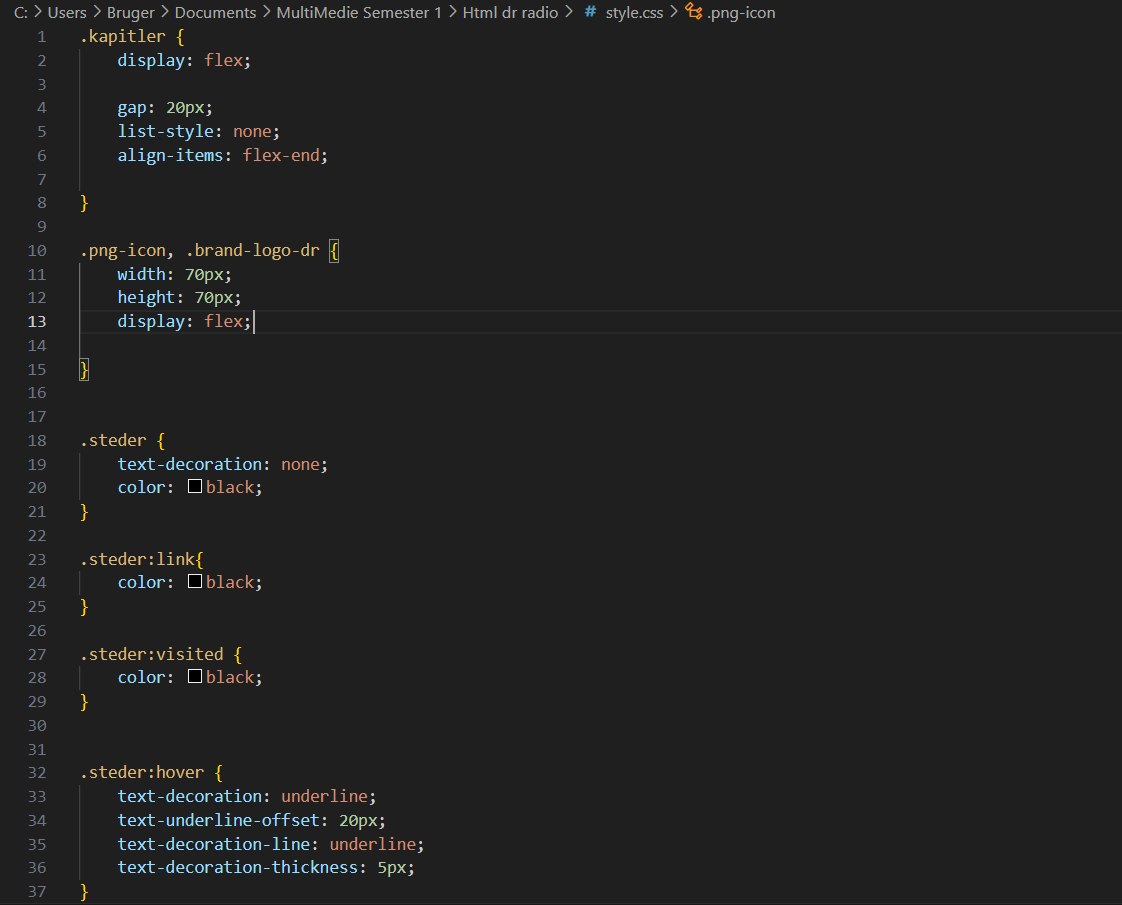 C: > Users > Bruger > Documents > MultiMedie Semester 1 > Html dr radio > # style.css > .png-icon
1 .kapitler {
2 display: flex;
3
4 gap: 20px;
5 list-style: none;
6 align-items: flex-end;
7
8 }
9
10 .png-icon, .brand-logo-dr {
11 width: 70px;
12 height: 70px;
13 display: flex;
14
15 }
16
17
18 .steder {
19 text-decoration: none;
20 color: black;
21 }
22
23 .steder:link{
24 color: black;
25 }
26
27 .steder:visited {
28 color: black;
29 }
30
31
32 .steder:hover {
33 text-decoration: underline;
34 text-underline-offset: 20px;
35 text-decoration-line: underline;
36 text-decoration-thickness: 5px;
37 }